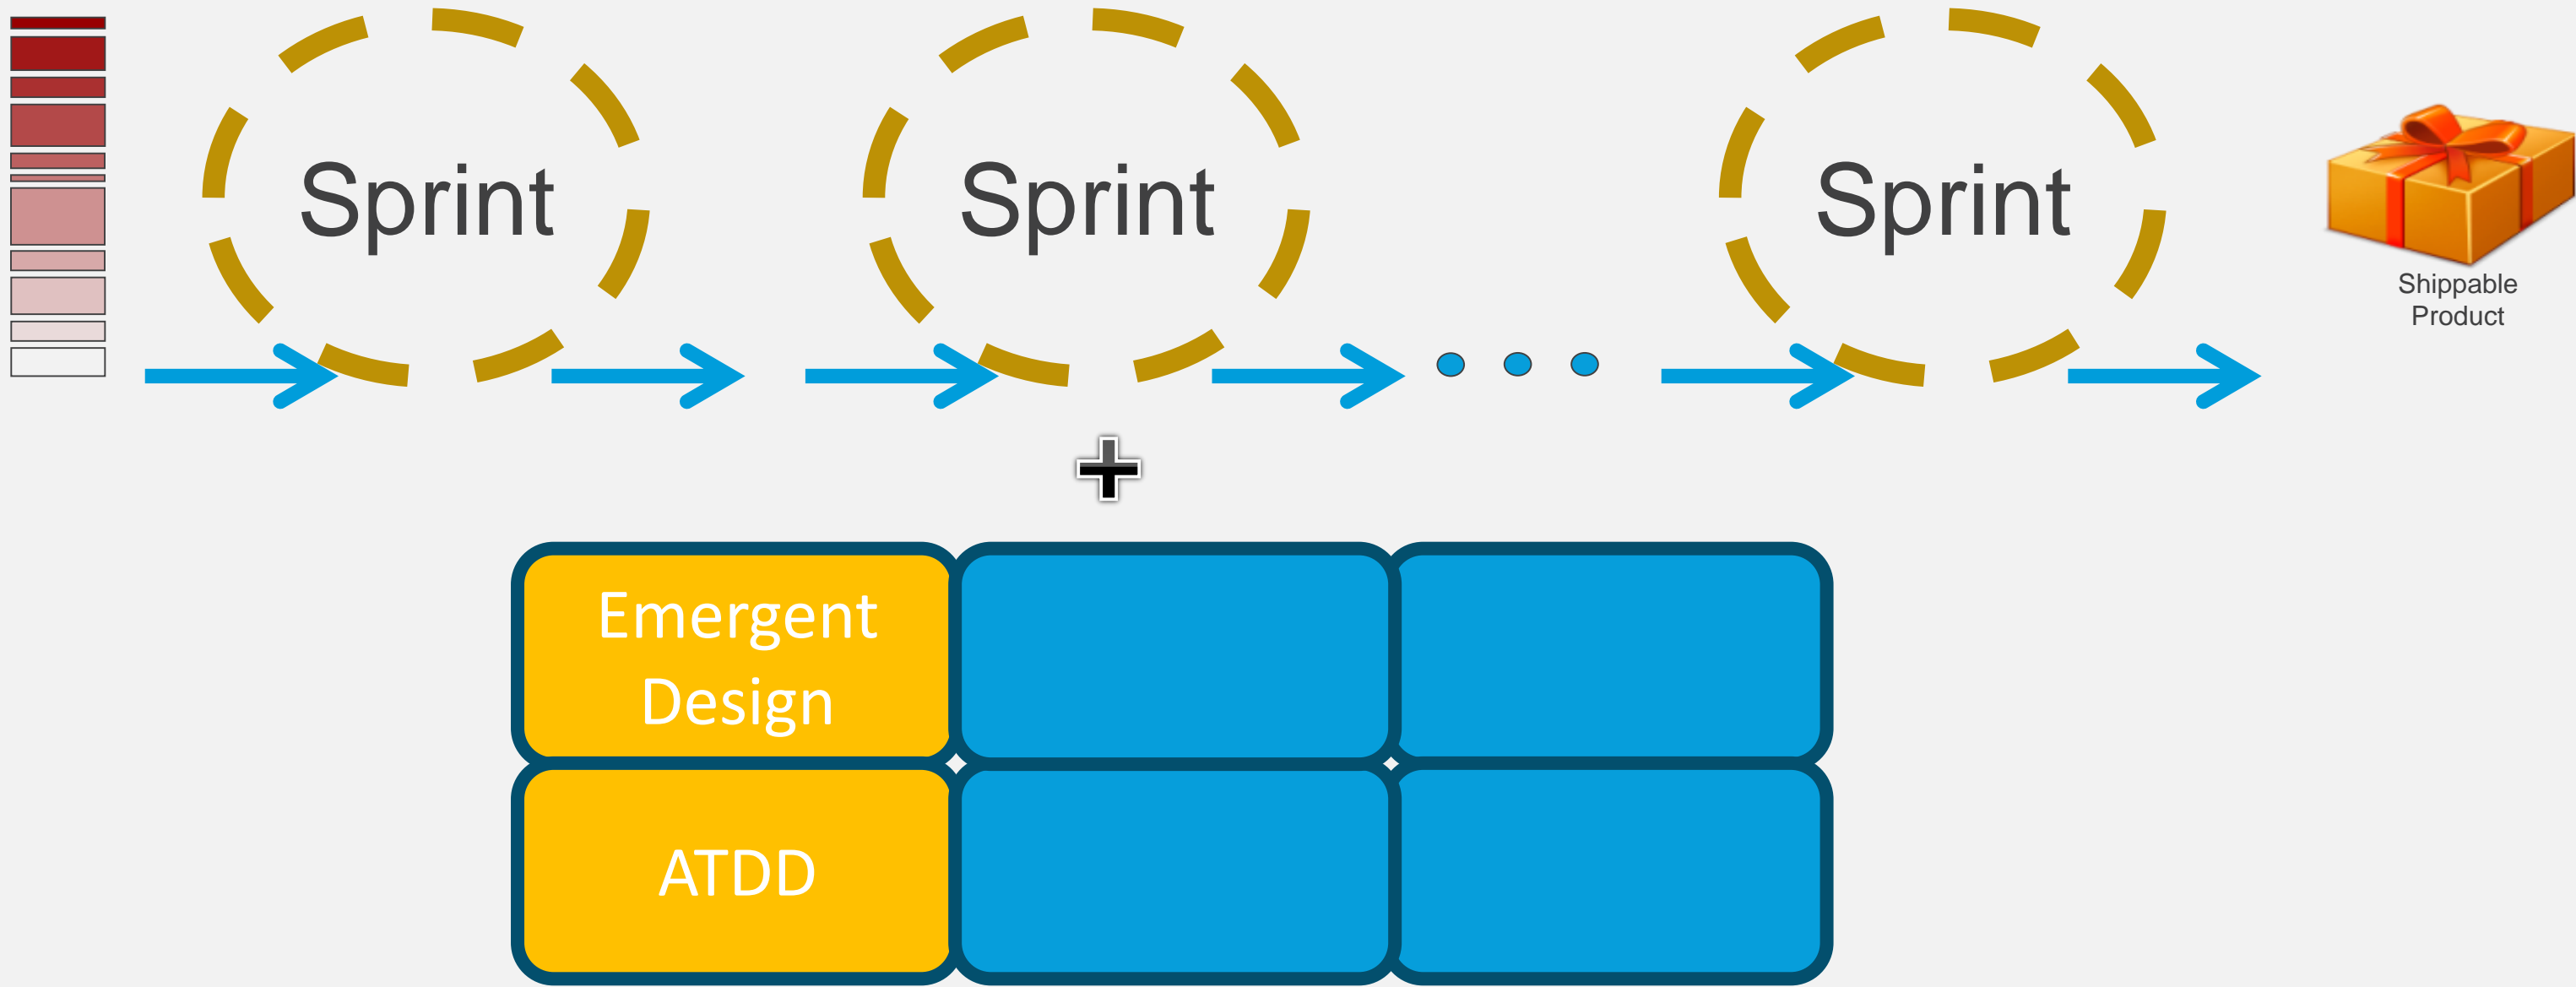 Sprint
Sprint
Sprint
Shippable
Product
Emergent
Design
ATDD